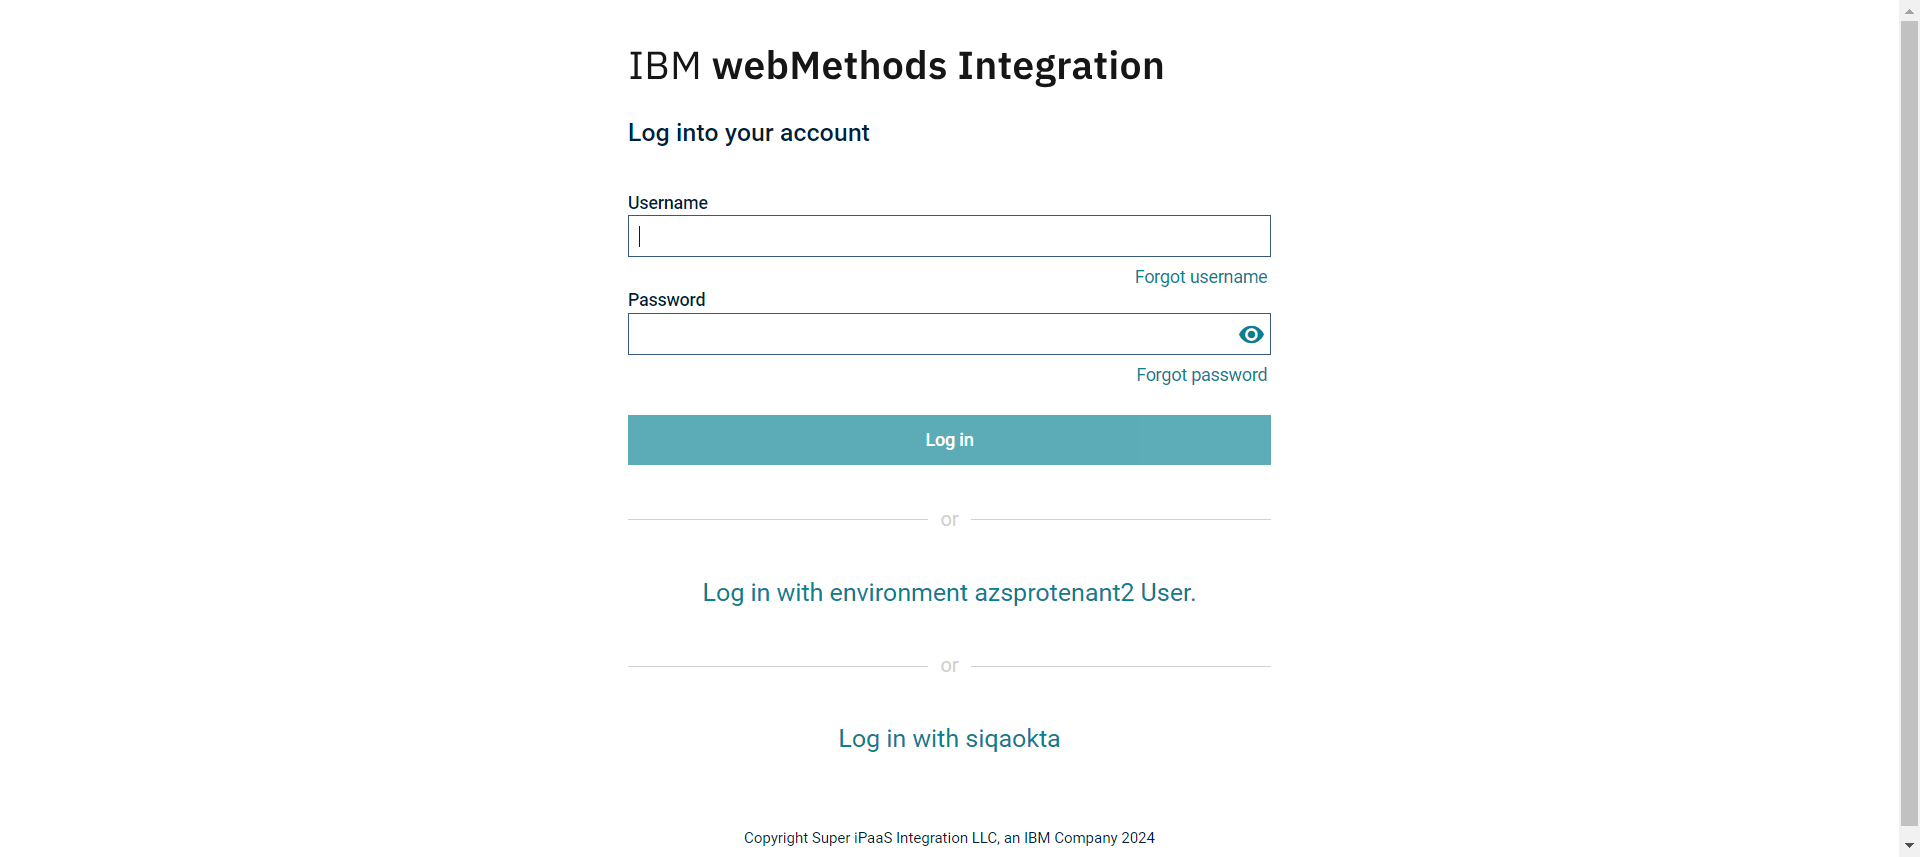 IBM webMethods Integration
Log into your account
Username
Forgot username
Password
Forgot password
Log in
or
Log in with environment azsprotenant2 User.
or
Log in with siqaokta
Copyright Super iPaaS Integration LLC, an IBM Company 2024